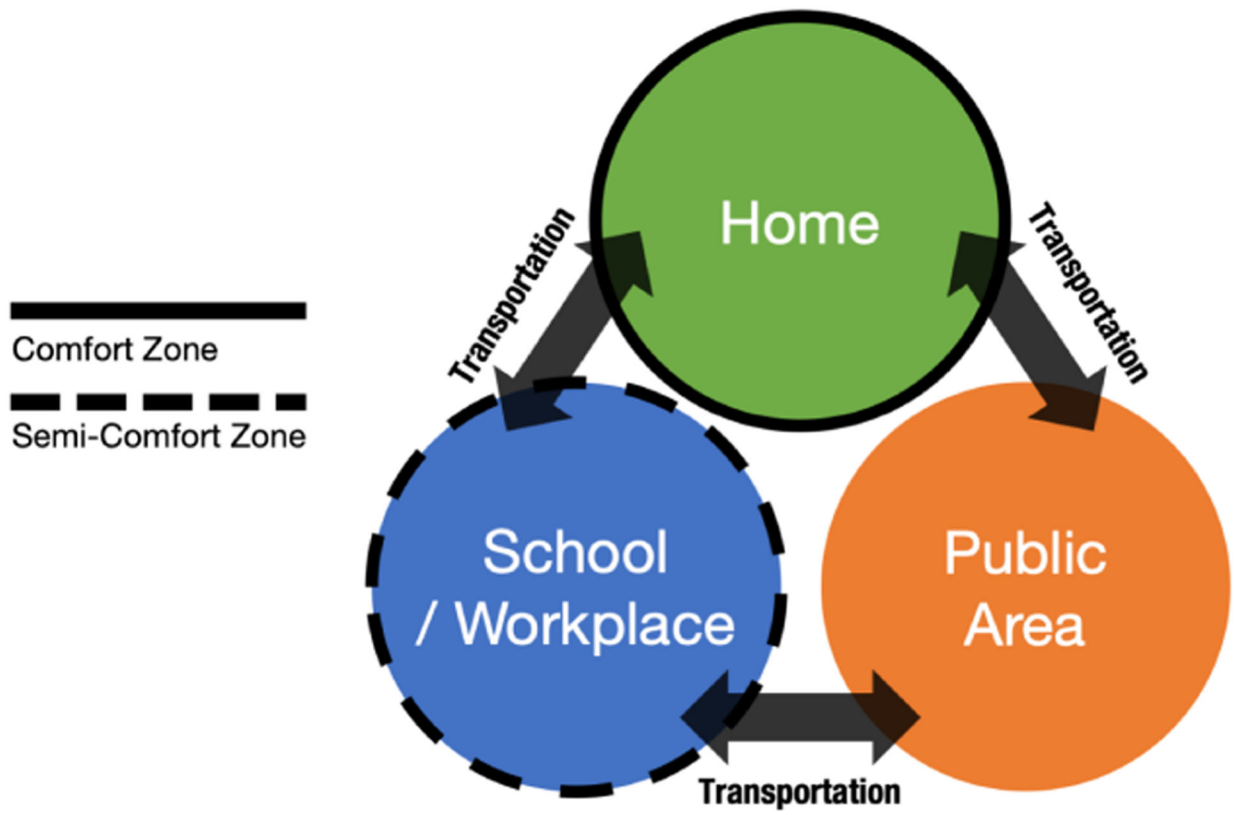 Home
Transportation
Transportation
Comfort Zone
Semi-Comfort Zone
School
/ Workplace
Public
Area
Transportation